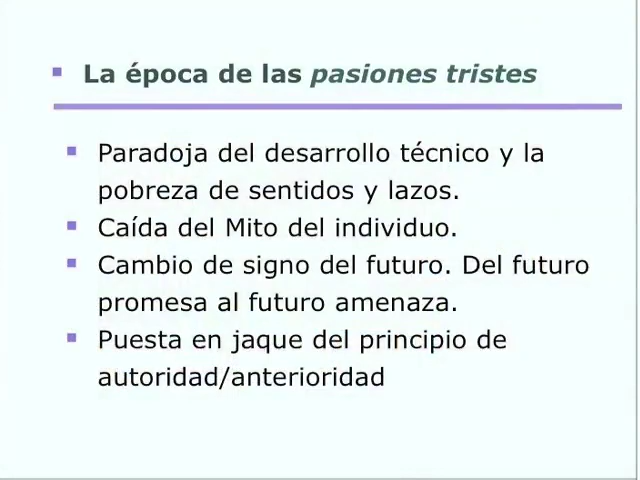 La época de las pasiones tristes
Paradoja del desarrollo técnico y la
pobreza de sentidos y lazos.
Caída del Mito del individuo.
Cambio de signo del futuro. Del futuro
promesa al futuro amenaza.
Puesta en jaque del principio de
autoridad/anterioridad